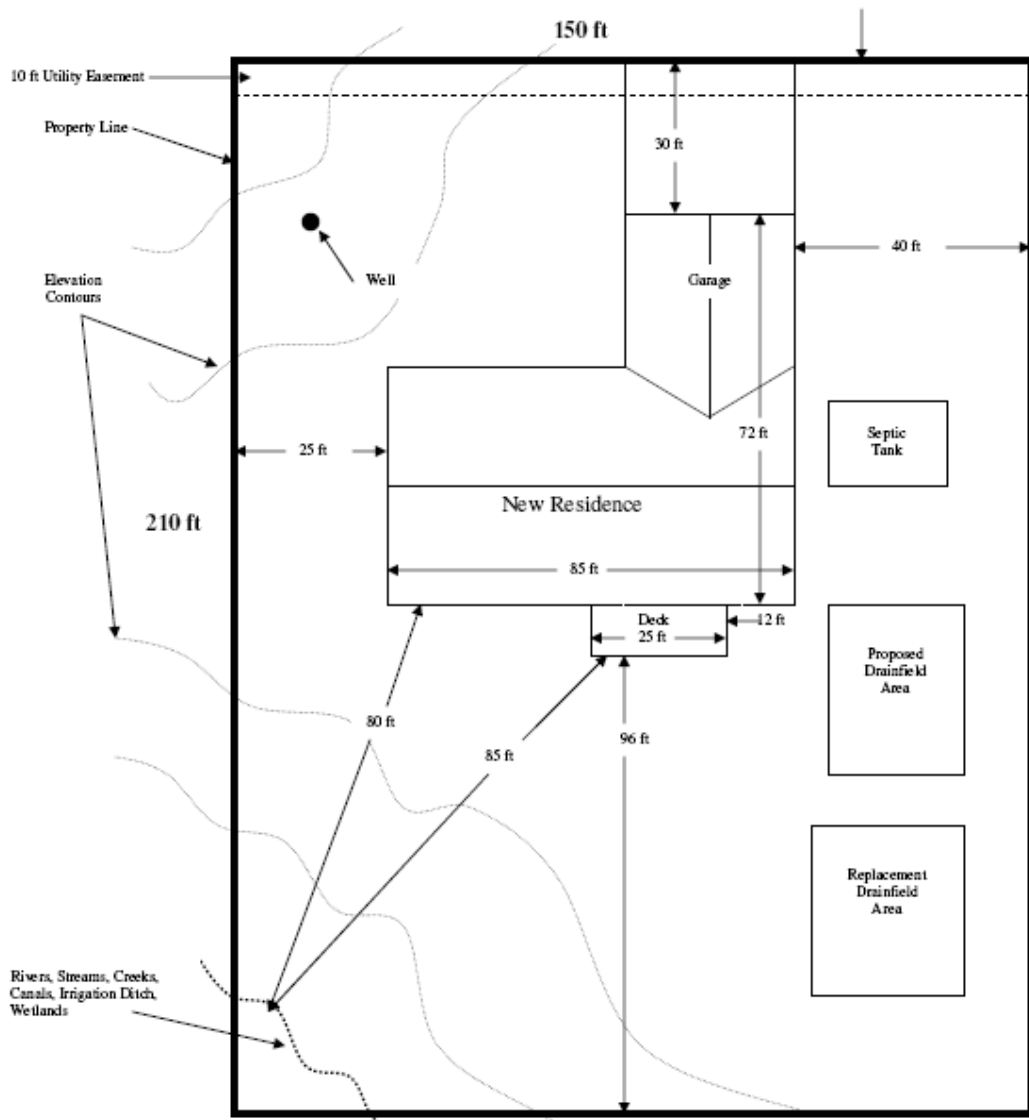 150 ft
10 ft Utility Easement
Property Line
30 ft
40 ft
Well
Garage
Elevation
Contours
72 ft
Septic
Tank
25 ft
New Residence
210 ft
85 ft
Deck
25 ft
12 ft
Proposed
Drainfield
Area
80 ft
96 ft
85 ft
Replacement
Drainfield
Area
Rivers, Streams, Creeks,
Canals, Irrigation Ditch,
Wetlands